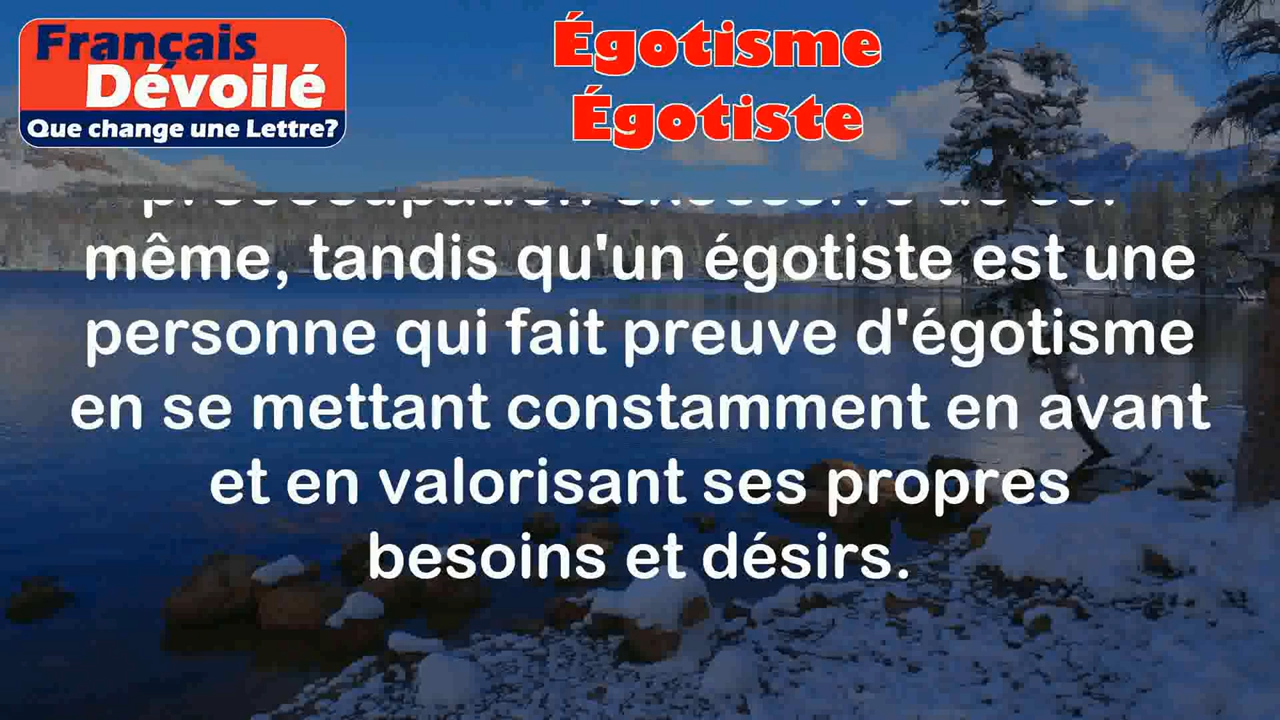 Français
Dévoilé
Que change une Lettre?
Égotisme
Égotiste
même, tandis qu'un égotiste est une
personne qui fait preuve d'égotisme
en se mettant constamment en avant
et en valorisant ses propres
besoins et désirs.